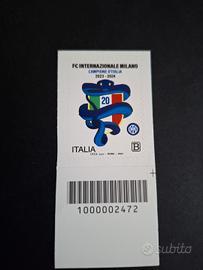 FC INTERNAZIONALE MILANO
CAMPIONE D'ITALIA
2023-2024
20
ITALIA B
1000002472
subito